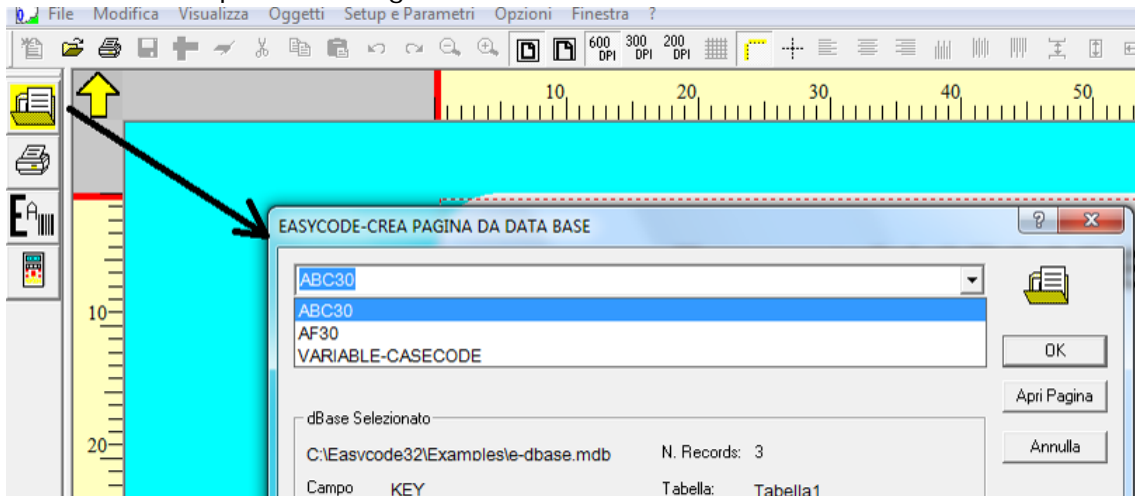 File Modifica Visualizza Oggetti Setup e Parametri Opzioni Finestra ?
600 DPI 300 DPI 200 DPI
10 20 30 40 50
EASYCODE-CREA PAGINA DA DATA BASE
ABC30
ABC30
AF30
VARIABLE-CASECODE
OK
Apri Pagina
Annulla
dBase Selezionato
C:\Easycode32\Examples\e-dbase.mdb N. Records: 3
Campo KEY Tabella: Tabella1
10
20